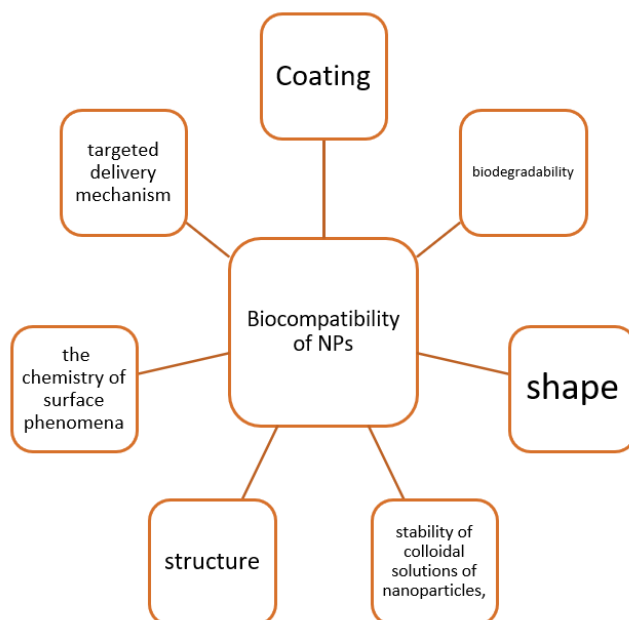 Coating
targeted
delivery
mechanism
biodegradability
Biocompatibility
of NPs
the
chemistry of
surface
phenomena
shape
structure
stability of
colloidal
solutions of
nanoparticles,